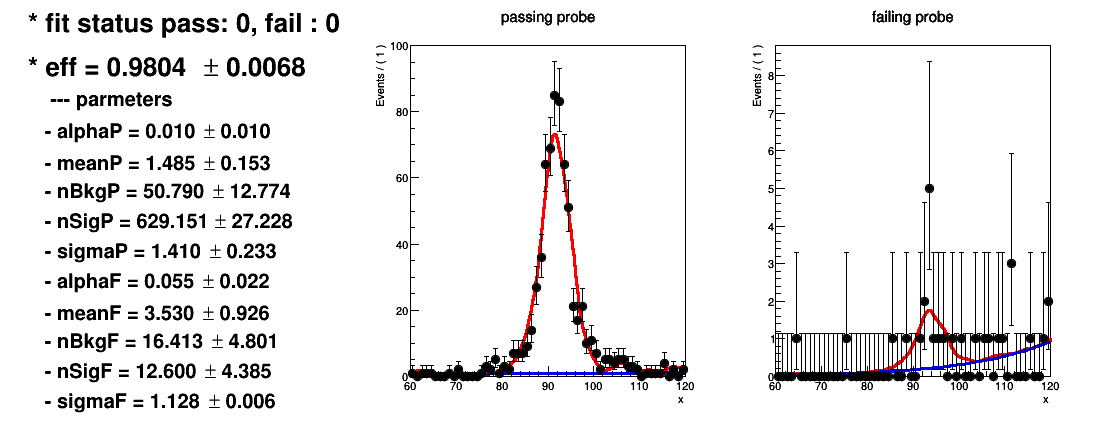 * fit status pass: 0, fail : 0
* eff = 0.9804 ± 0.0068
--- parmeters
- alphaP = 0.010 ± 0.010
- meanP = 1.485 ± 0.153
- nBkgP = 50.790 ± 12.774
- nSigP = 629.151 ± 27.228
- sigmaP = 1.410 ± 0.233
- alphaF = 0.055 ± 0.022
- meanF = 3.530 ± 0.926
- nBkgF = 16.413 ± 4.801
- nSigF = 12.600 ± 4.385
- sigmaF = 1.128 ± 0.006
passing probe
Events / ( 1 )
100
80
60
40
20
0
60 70 80 90 100 110 120
x
failing probe
Events / ( 1 )
8
7
6
5
4
3
2
1
0
60 70 80 90 100 110 120
x